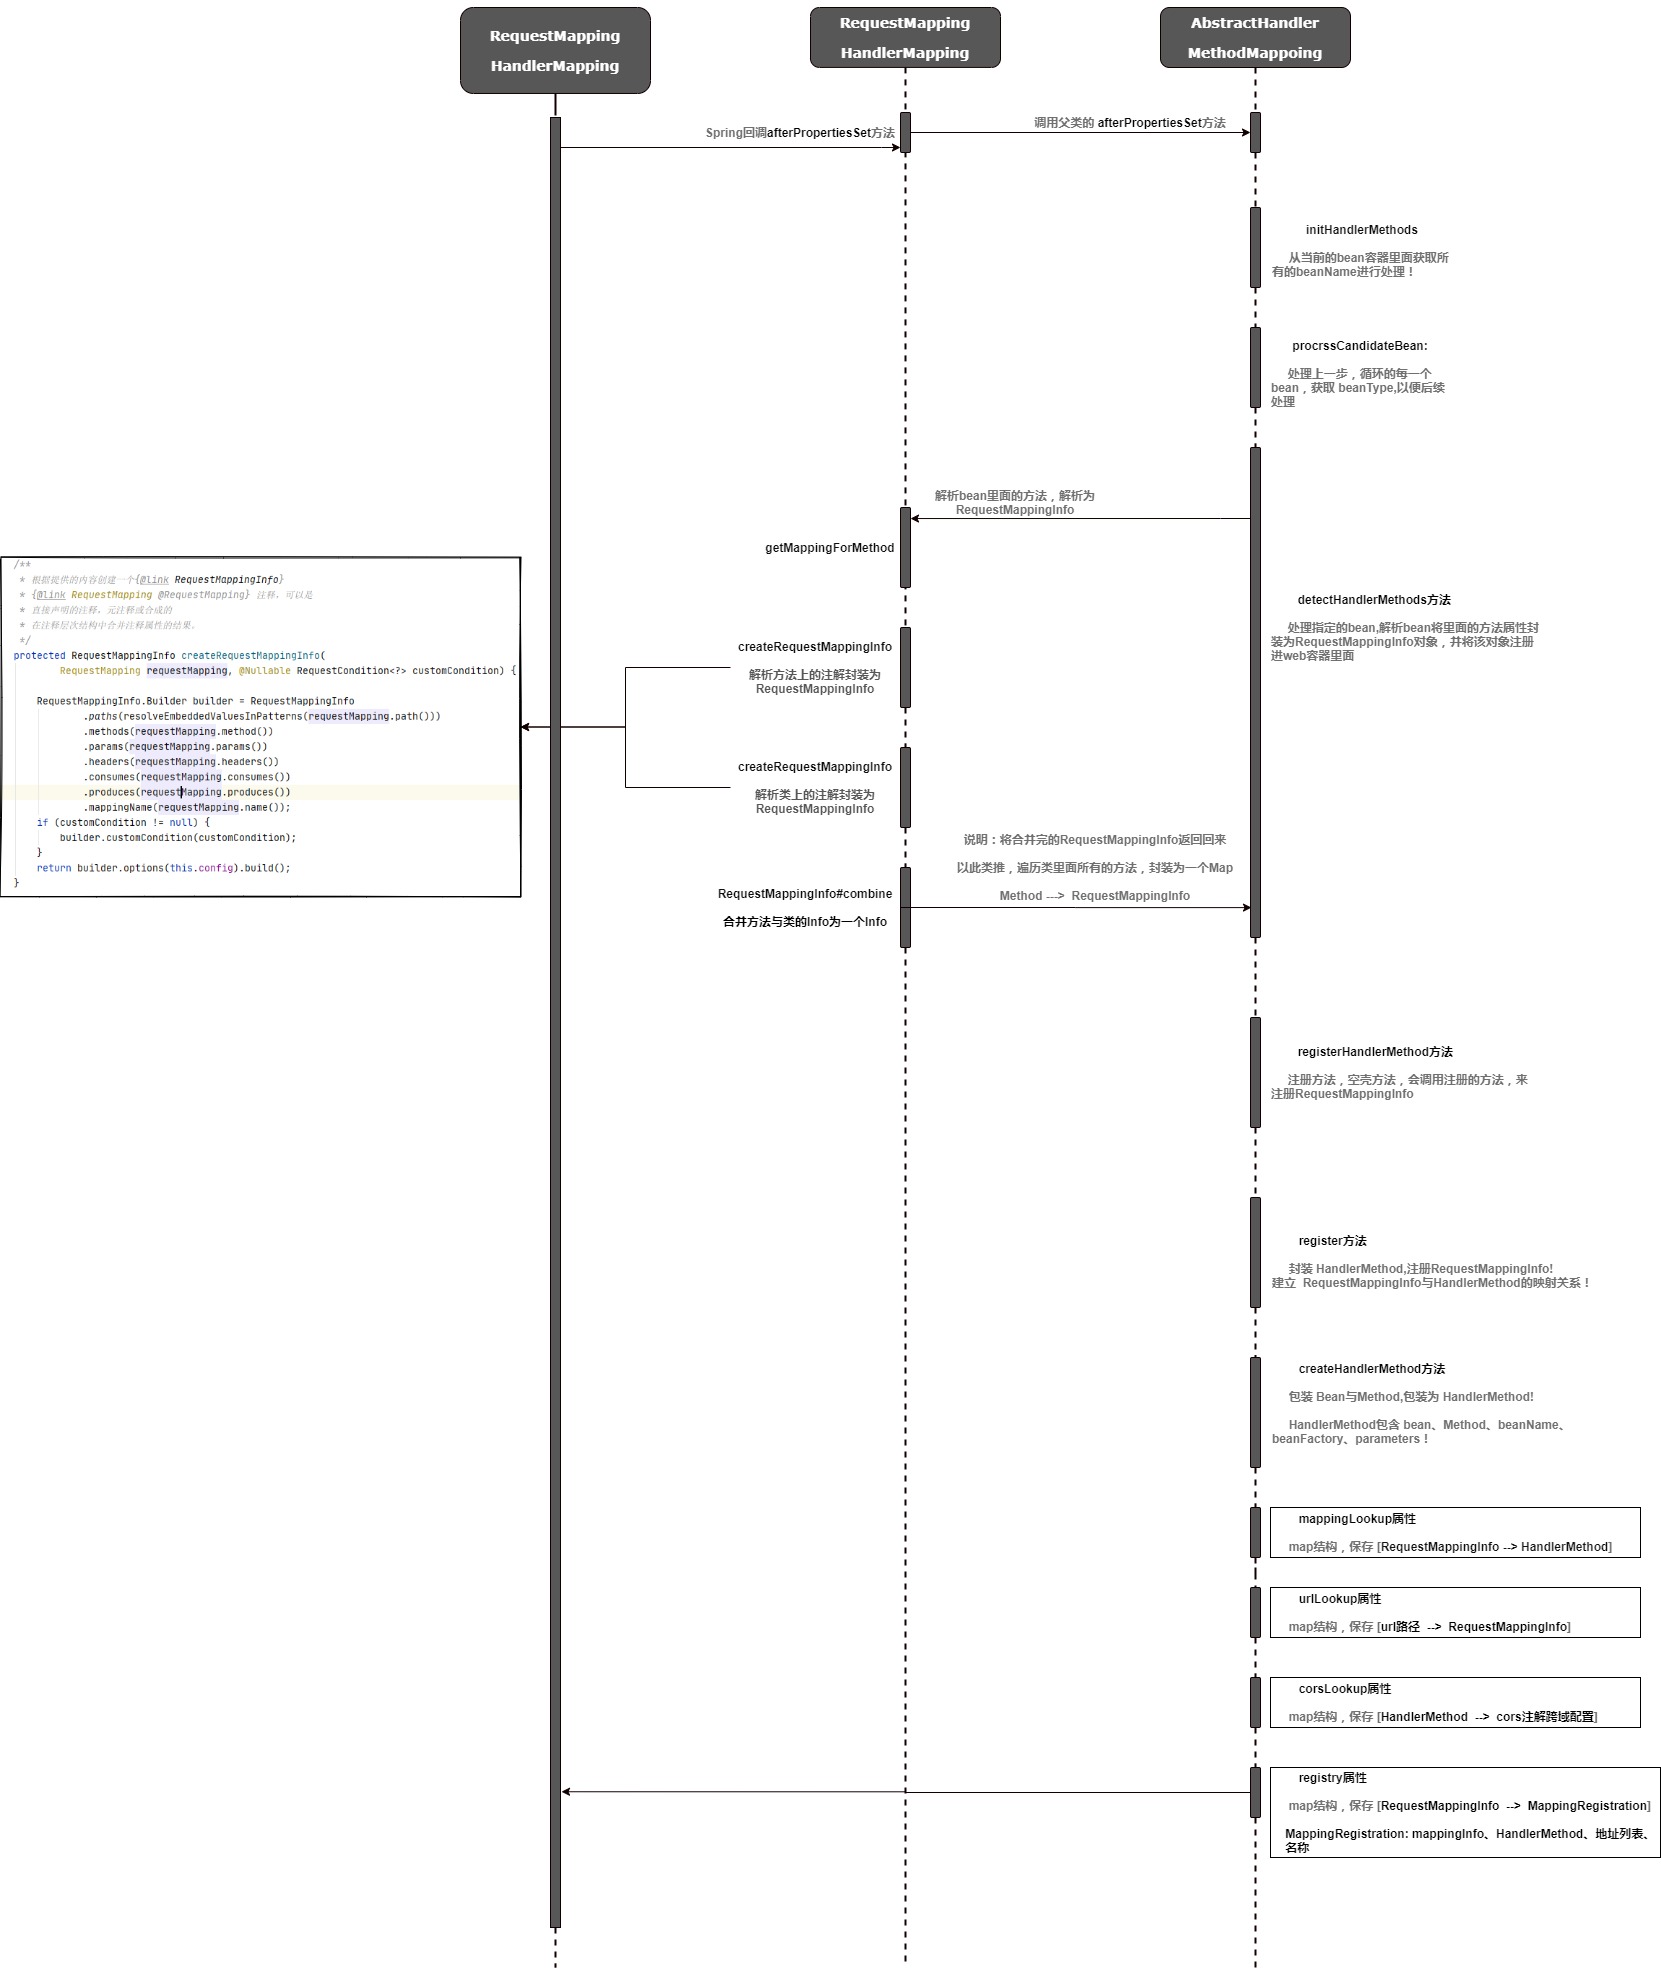 RequestMapping
HandlerMapping
RequestMapping
HandlerMapping
AbstractHandler
MethodMappoing
Spring回调afterPropertiesSet方法
调用父类的 afterPropertiesSet方法
initHandlerMethods
从当前的bean容器里面获取所
有的beanName进行处理！
procrssCandidateBean:
处理上一步，循环的每一个
bean，获取 beanType,以便后续
处理
解析bean里面的方法，解析为
RequestMappingInfo
getMappingForMethod
detectHandlerMethods方法
处理指定的bean,解析bean将里面的方法属性封
装为RequestMappingInfo对象，并将该对象注册
进web容器里面
createRequestMappingInfo
解析方法上的注解封装为
RequestMappingInfo
createRequestMappingInfo
解析类上的注解封装为
RequestMappingInfo
/**
* 根据提供的内容创建一个{@link RequestMappingInfo}
* {@link RequestMapping @RequestMapping} 注释，可以是
* 直接声明的注释，元注释或合成的
* 在注释层次结构中合并注释属性的结果。
*/
protected RequestMappingInfo createRequestMappingInfo(
RequestMapping requestMapping, @Nullable RequestCondition<?> customCondition) {
RequestMappingInfo.Builder builder = RequestMappingInfo
.paths(resolveEmbeddedValuesInPatterns(requestMapping.path()))
.methods(requestMapping.method())
.params(requestMapping.params())
.headers(requestMapping.headers())
.consumes(requestMapping.consumes())
.produces(requestMapping.produces())
.mappingName(requestMapping.name());
if (customCondition != null) {
builder.customCondition(customCondition);
}
return builder.options(this.config).build();
}
说明：将合并完的RequestMappingInfo返回回来
以此类推，遍历类里面所有的方法，封装为一个Map
Method ---> RequestMappingInfo
RequestMappingInfo#combine
合并方法与类的Info为一个Info
registerHandlerMethod方法
注册方法，空壳方法，会调用注册的方法，来
注册RequestMappingInfo
register方法
封装 HandlerMethod,注册RequestMappingInfo!
建立 RequestMappingInfo与HandlerMethod的映射关系！
createHandlerMethod方法
包装 Bean与Method,包装为 HandlerMethod!
HandlerMethod包含 bean、Method、beanName、
beanFactory、parameters！
mappingLookup属性
map结构，保存 [RequestMappingInfo --> HandlerMethod]
urlLookup属性
map结构，保存 [url路径 --> RequestMappingInfo]
corsLookup属性
map结构，保存 [HandlerMethod --> cors注解跨域配置]
registry属性
map结构，保存 [RequestMappingInfo --> MappingRegistration]
MappingRegistration: mappingInfo、HandlerMethod、地址列表、
名称